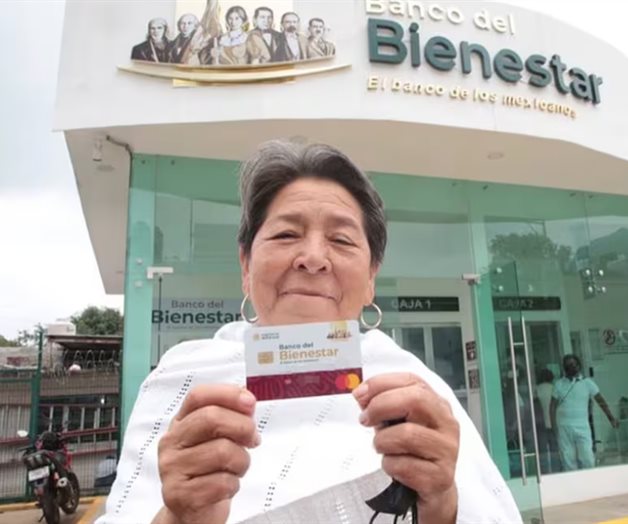 Banco del
Bienestar
El banco de los mexicanos
Banco del
Bienestar
CAJA 1
CAJA 2
Banco del
Bienestar